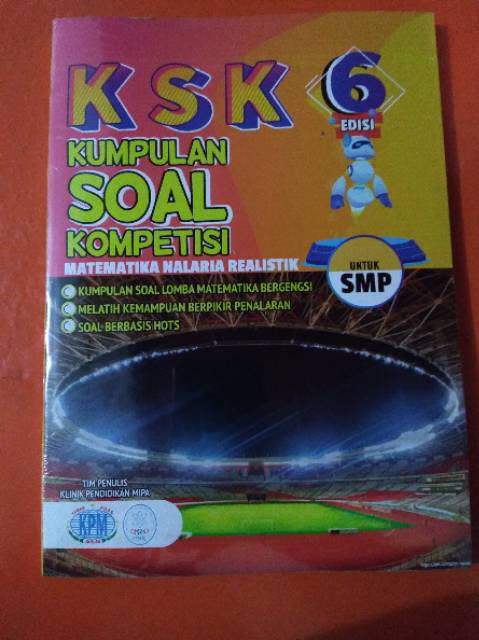 KSK
6
EDISI
KUMPULAN
SOAL
KOMPETISI
MATEMATIKA NALARIA REALISTIK
UNTUK
SMP
KUMPULAN SOAL LOMBA MATEMATIKA BERGENGSI
MELATIH KEMAMPUAN BERPIKIR PENALARAN
SOAL BERBASIS HOTS
TIM PENULIS
KLINIK PENDIDIKAN MIPA
KPM